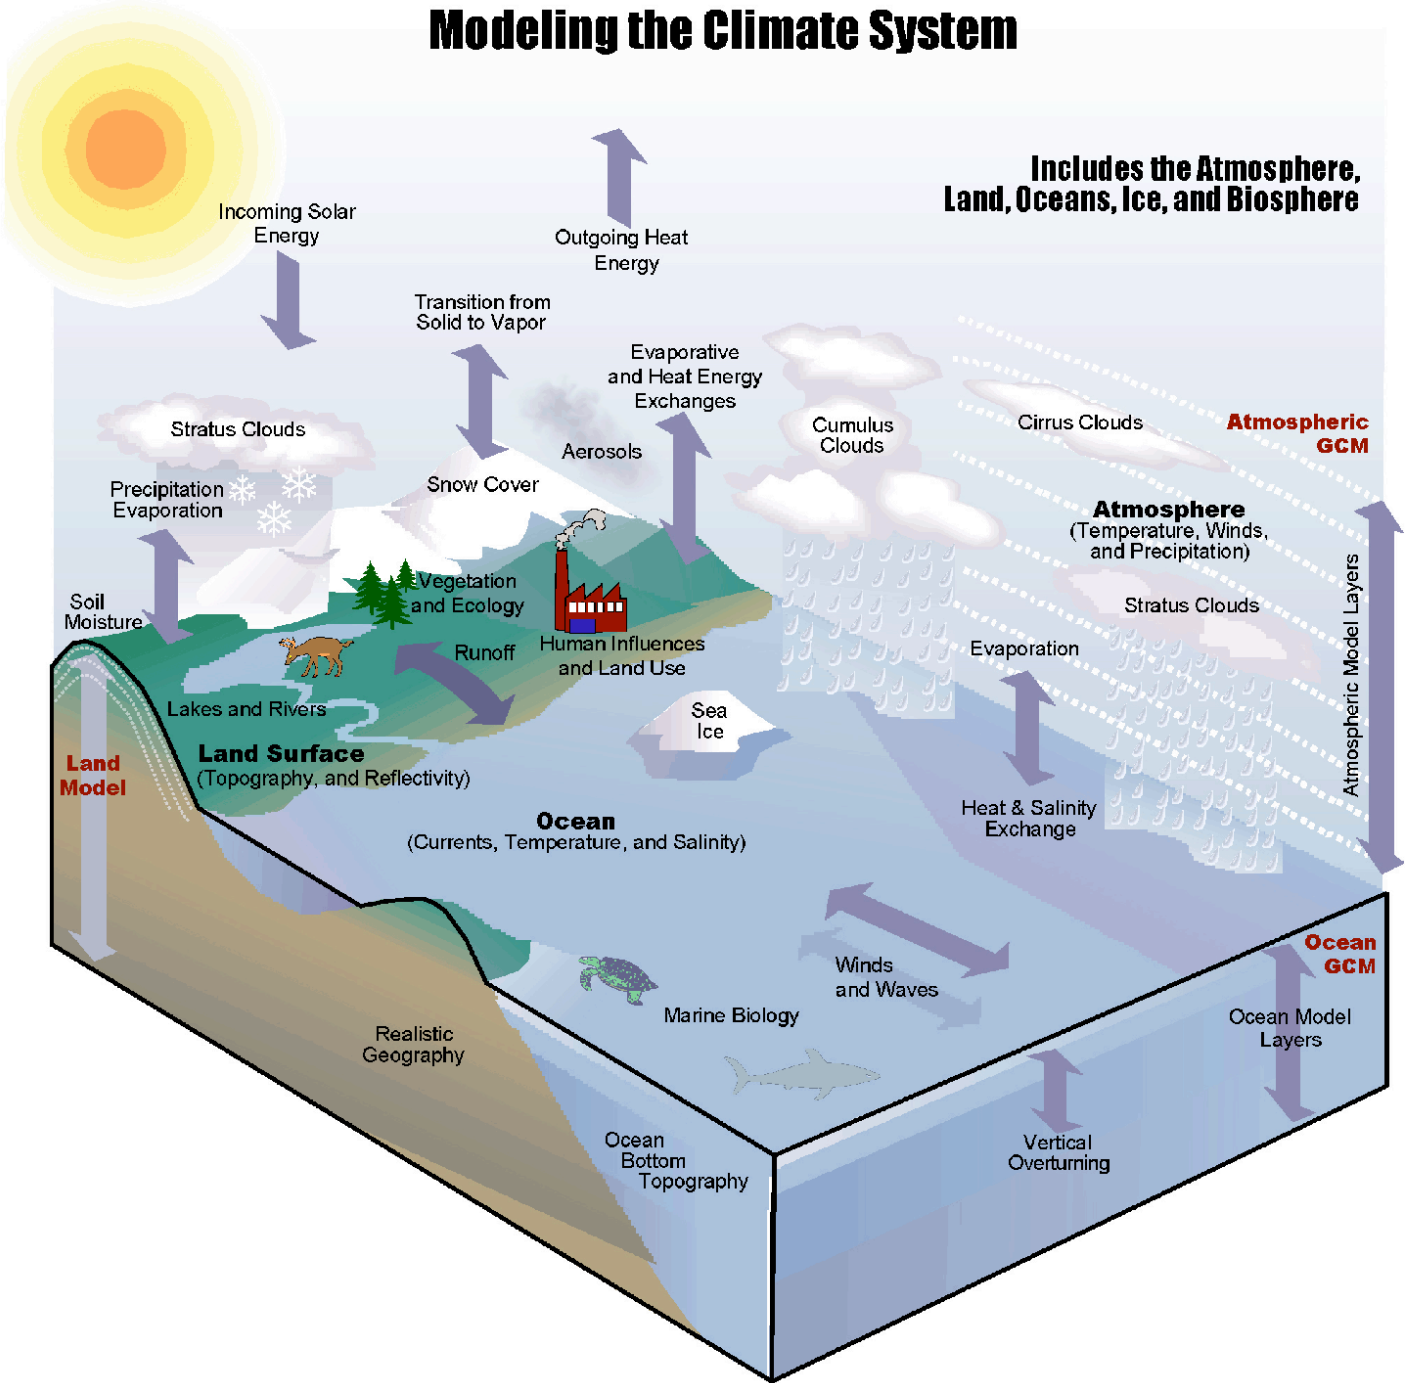 Modeling the Climate System
Includes the Atmosphere,
Land, Oceans, Ice, and Biosphere
Incoming Solar
Energy
Outgoing Heat
Energy
Transition from
Solid to Vapor
Evaporative
and Heat Energy
Exchanges
Stratus Clouds
Precipitation
Evaporation
Snow Cover
Aerosols
Cumulus
Clouds
Cirrus Clouds
Atmospheric
GCM
Atmosphere
(Temperature, Winds,
and Precipitation)
Atmospheric Model Layers
Stratus Clouds
Soil
Moisture
Vegetation
and Ecology
Runoff
Human Influences
and Land Use
Evaporation
Lakes and Rivers
Sea
Ice
Land
Model
Land Surface
(Topography, and Reflectivity)
Ocean
(Currents, Temperature, and Salinity)
Heat & Salinity
Exchange
Winds
and Waves
Ocean
GCM
Ocean Model
Layers
Marine Biology
Realistic
Geography
Ocean
Bottom
Topography
Vertical
Overturning